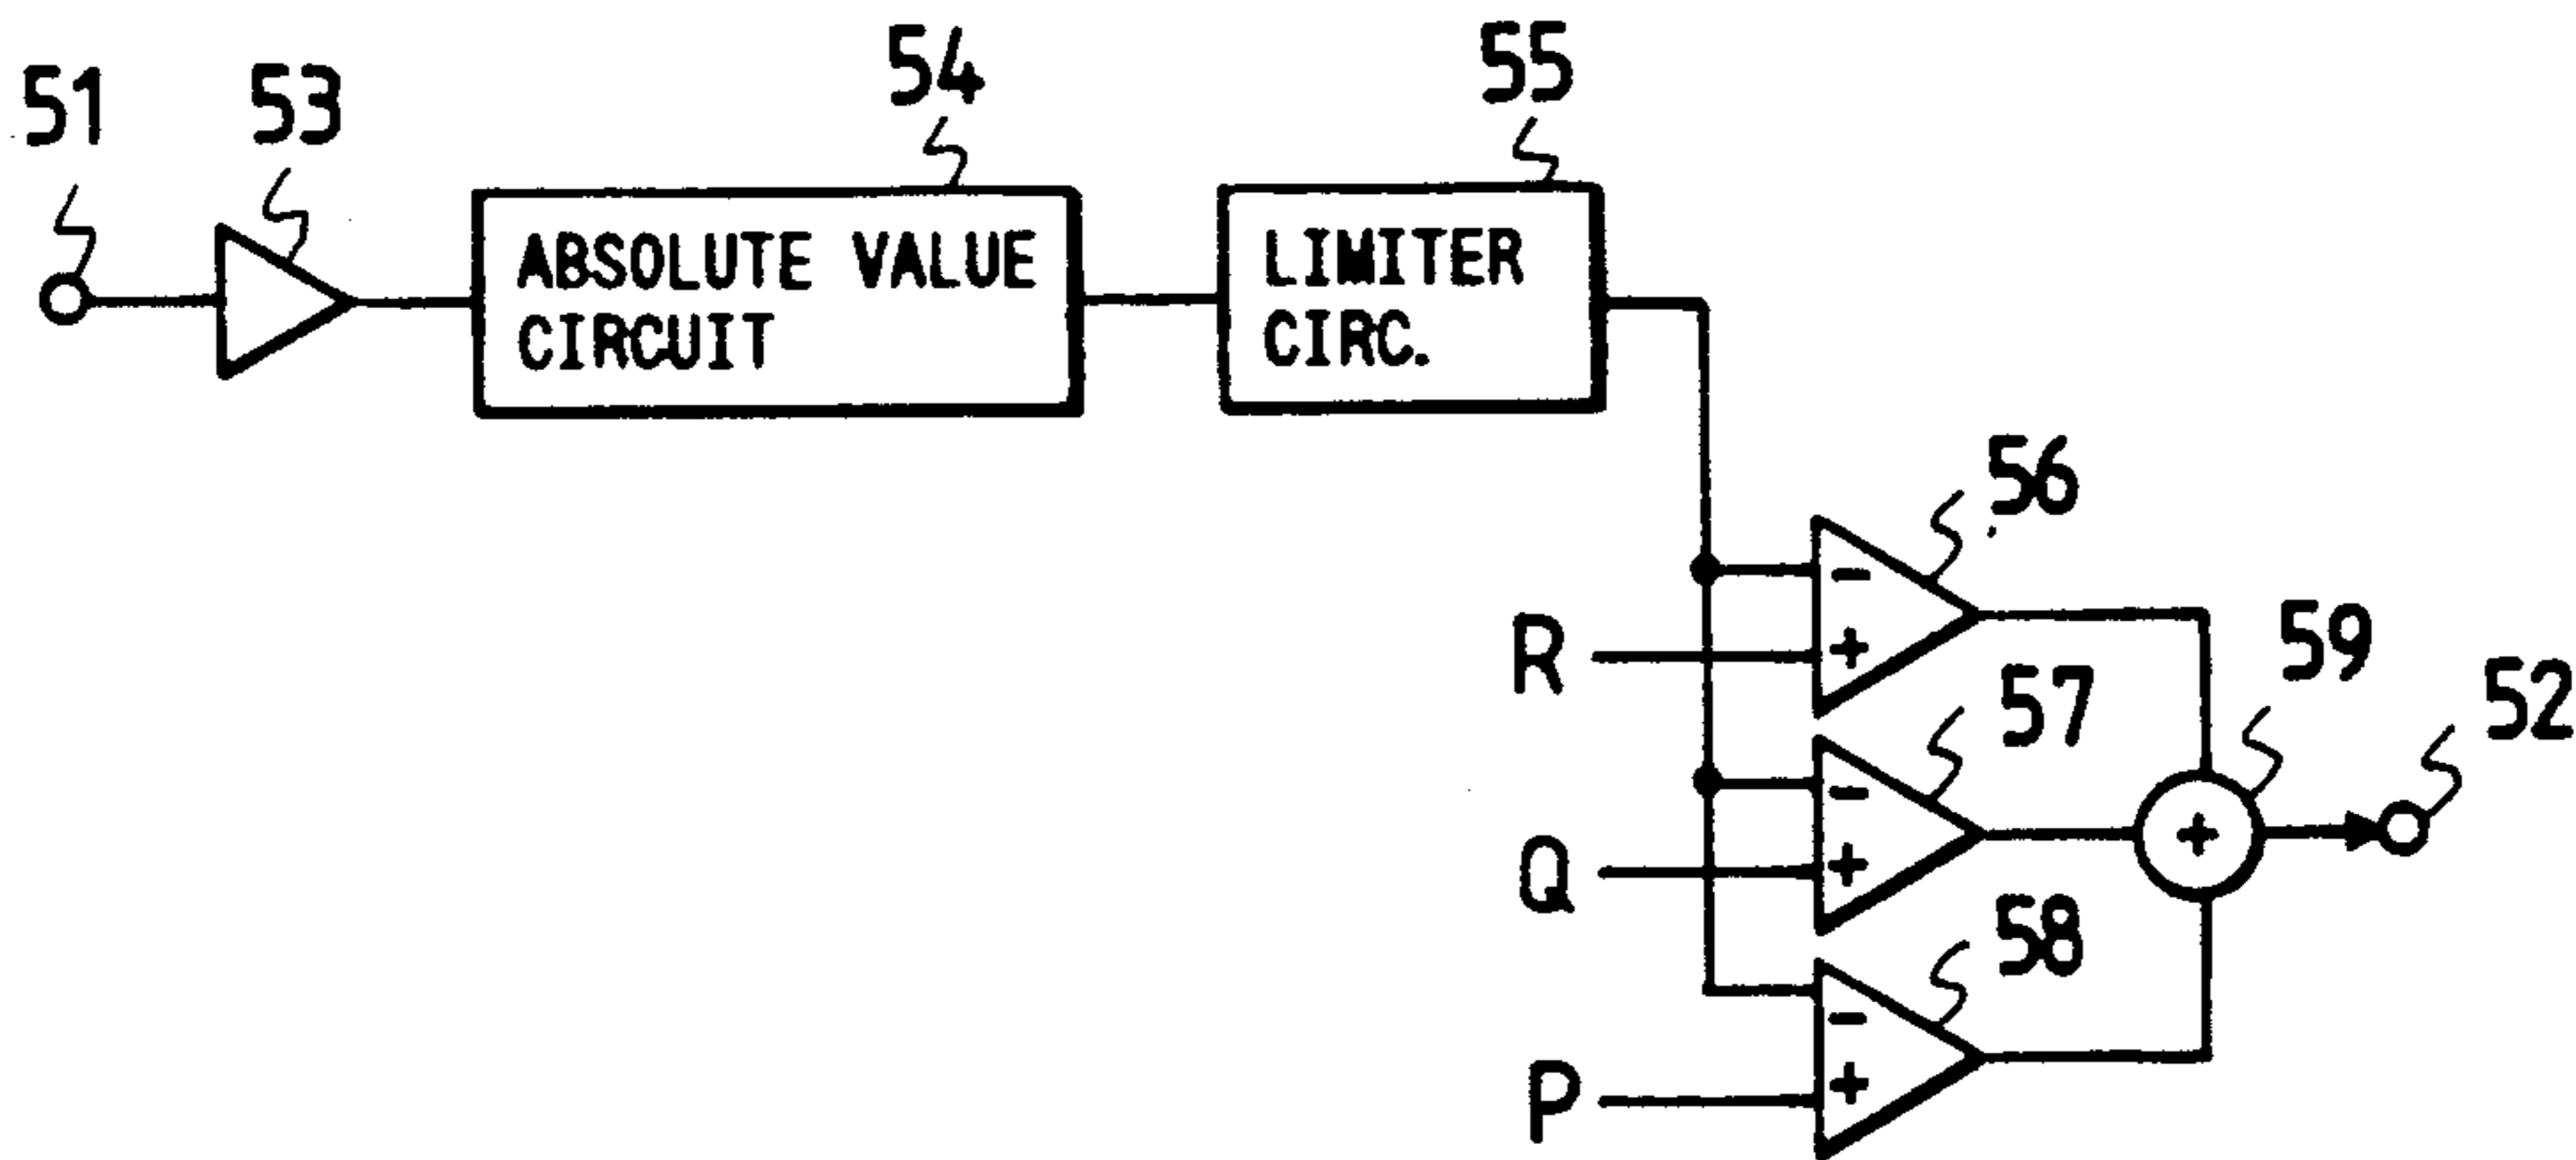 51
53
54
55
ABSOLUTE VALUE
CIRCUIT
LIMITER
CIRC.
56
-
+
R
57
-
+
Q
58
-
+
P
59
+
52